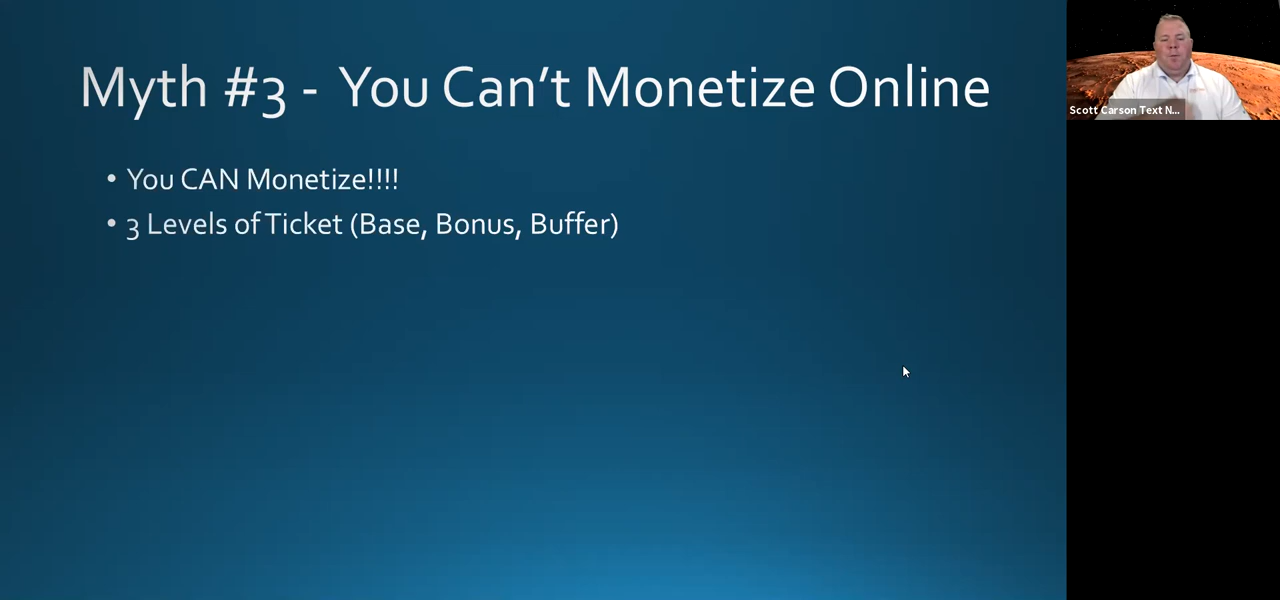 Myth #3 - You Can’t Monetize Online
• You CAN Monetize!!!!
• 3 Levels of Ticket (Base, Bonus, Buffer)
Scott Carson Text N...